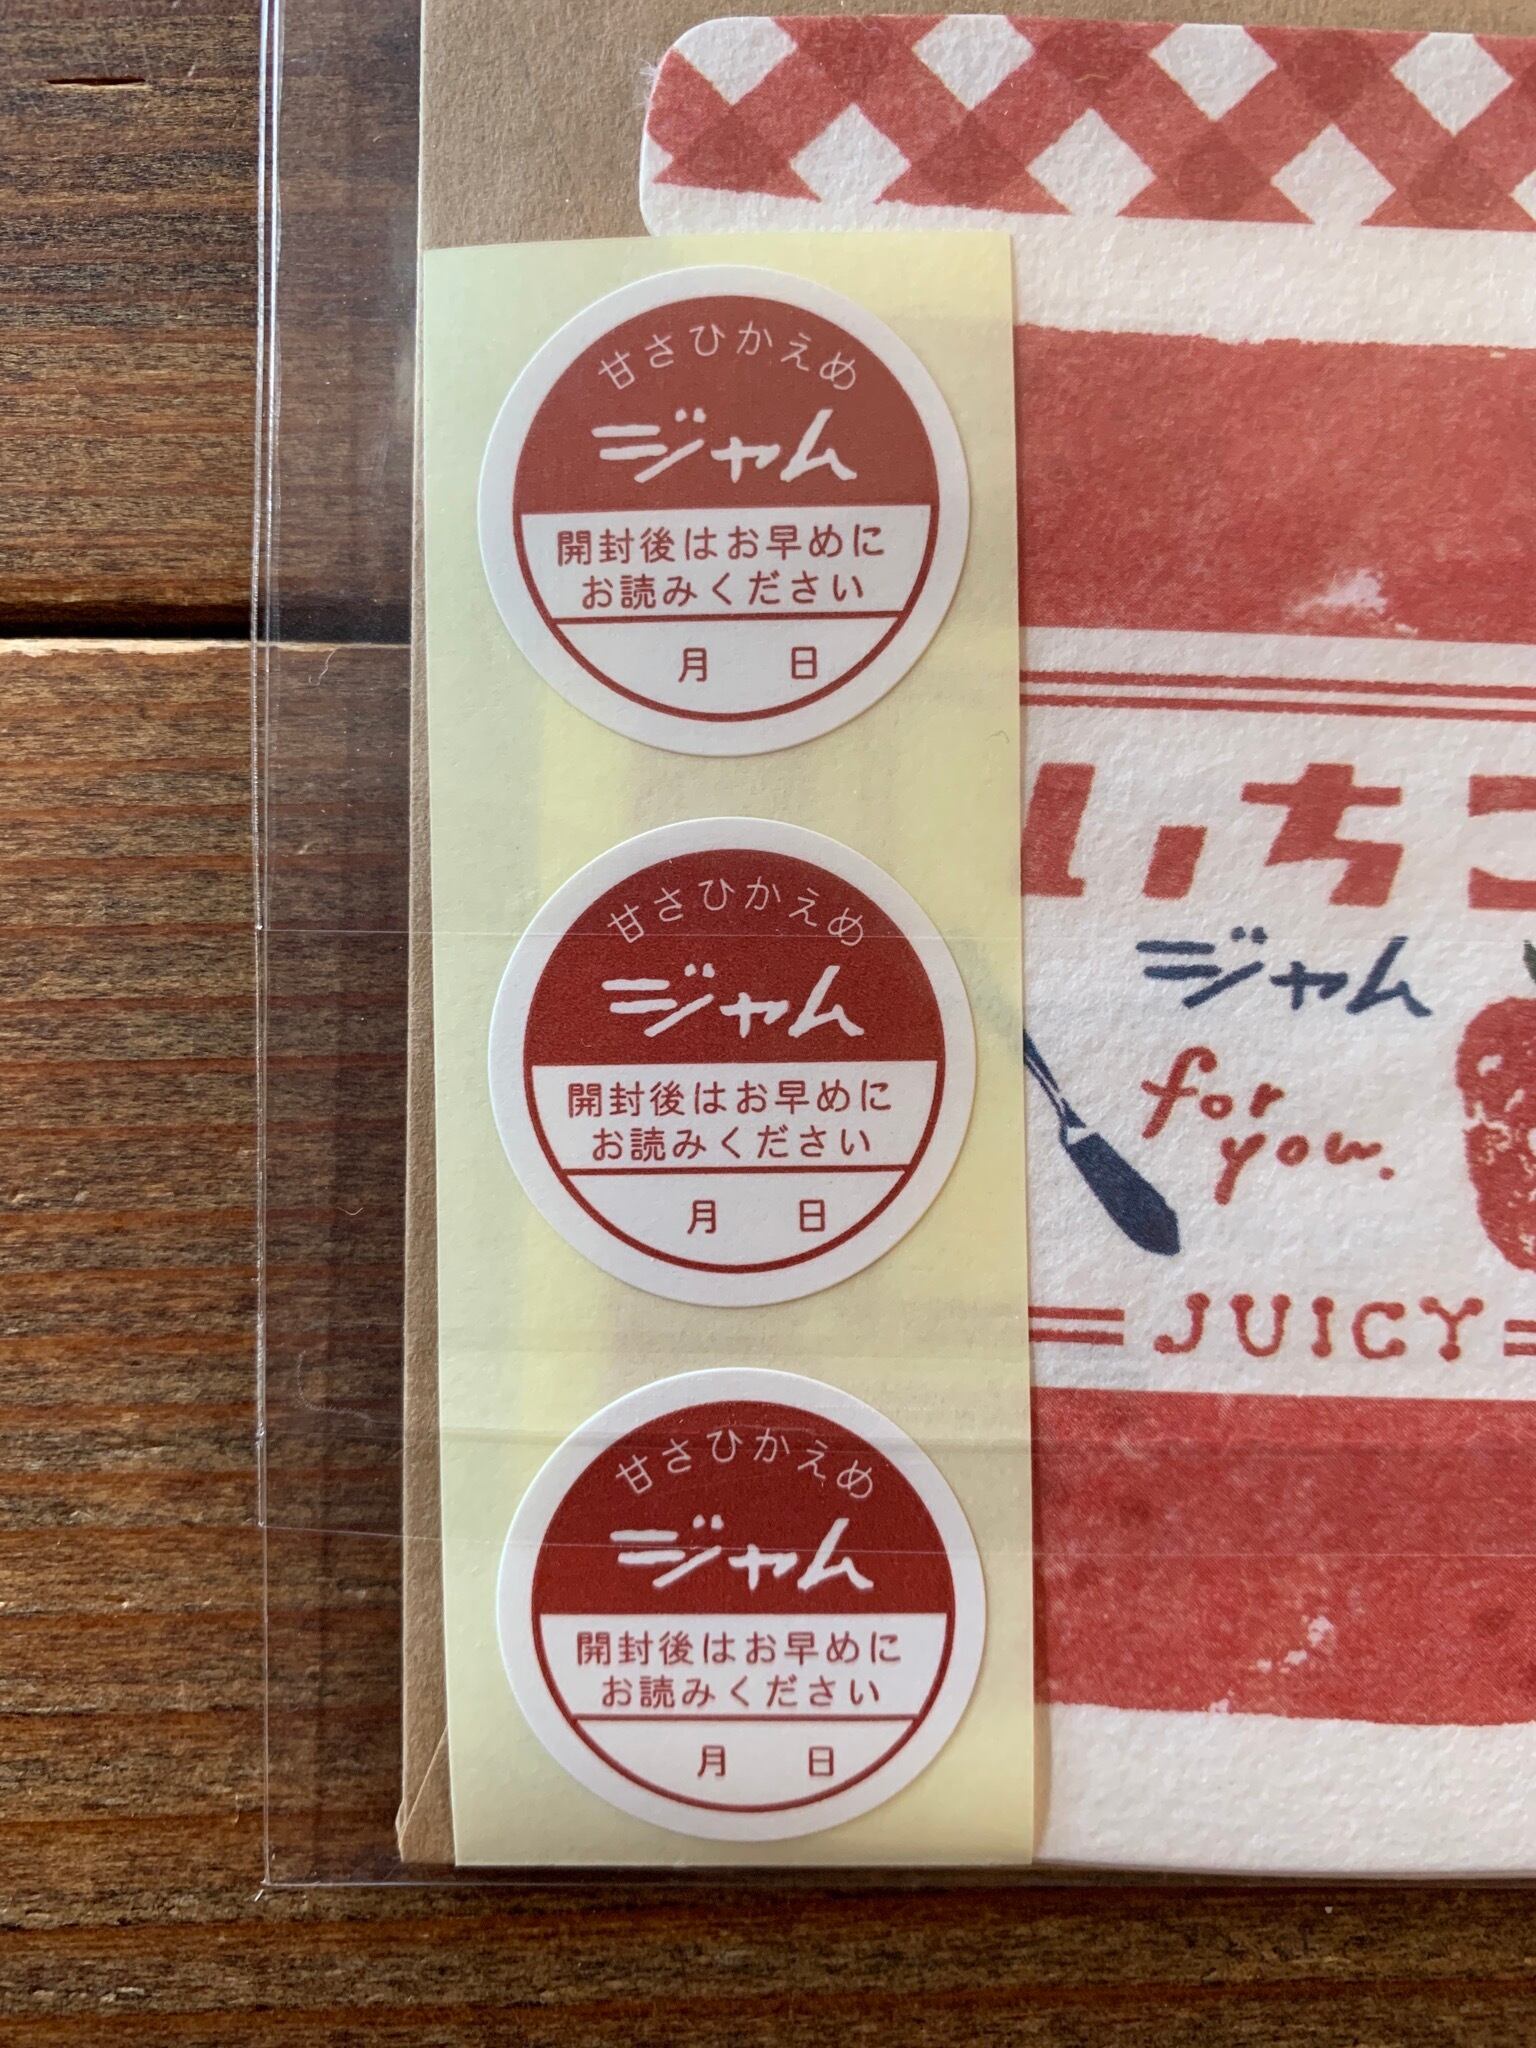 甘さひかえめ
ジャム
開封後はお早めに
お読みください
月 日
甘さひかえめ
ジャム
開封後はお早めに
お読みください
月 日
甘さひかえめ
ジャム
開封後はお早めに
お読みください
月 日
いちご
ジャム
for
you.
JUICY